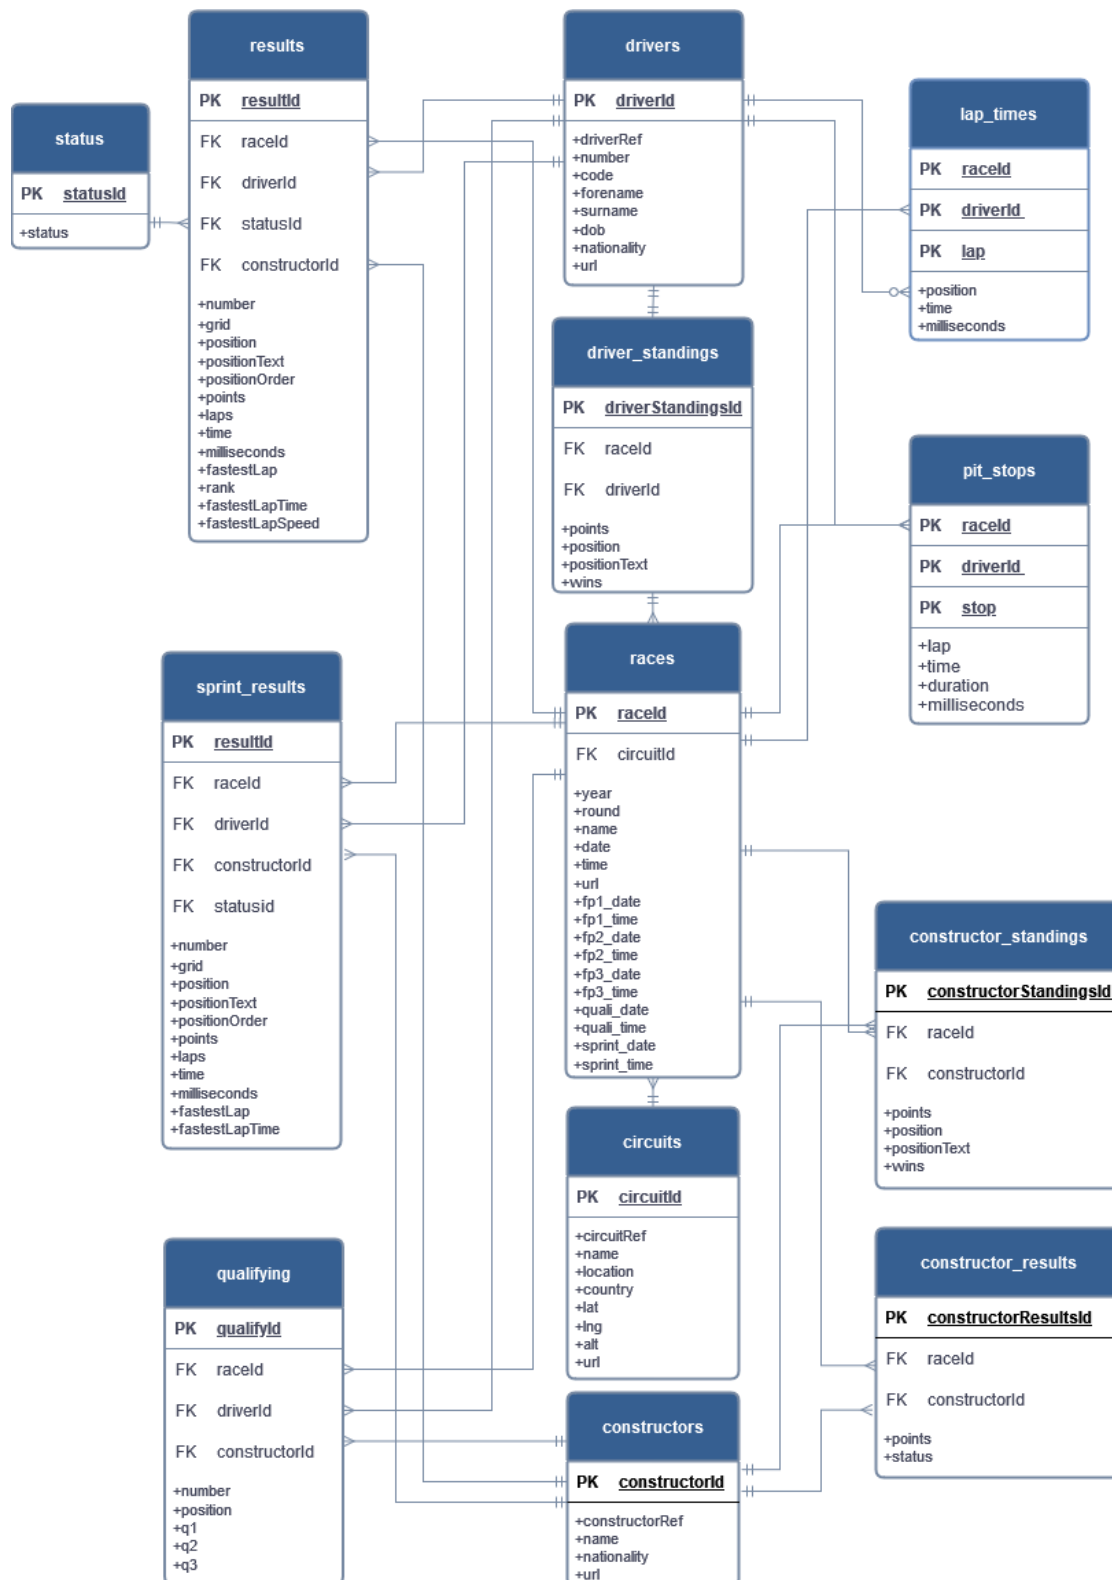 results
PK resultId
FK raceId
FK driverId
FK statusId
FK constructorId
+number
+grid
+position
+positionText
+positionOrder
+points
+laps
+time
+milliseconds
+fastestLap
+rank
+fastestLapTime
+fastestLapSpeed
drivers
PK driverId
+driverRef
+number
+code
+forename
+surname
+dob
+nationality
+url
lap_times
PK raceId
PK driverId
PK lap
+position
+time
+milliseconds
status
PK statusId
+status
driver_standings
PK driverStandingsId
FK raceId
FK driverId
+points
+position
+positionText
+wins
pit_stops
PK raceId
PK driverId
PK stop
+lap
+time
+duration
+milliseconds
sprint_results
PK resultId
FK raceId
FK driverId
FK constructorId
FK statusid
+number
+grid
+position
+positionText
+positionOrder
+points
+laps
+time
+milliseconds
+fastestLap
+fastestLapTime
races
PK raceId
FK circuitId
+year
+round
+name
+date
+time
+url
+fp1_date
+fp1_time
+fp2_date
+fp2_time
+fp3_date
+fp3_time
+quali_date
+quali_time
+sprint_date
+sprint_time
constructor_standings
PK constructorStandingsId
FK raceId
FK constructorId
+points
+position
+positionText
+wins
circuits
PK circuitId
+circuitRef
+name
+location
+country
+lat
+lng
+alt
+url
qualifying
PK qualifyId
FK raceId
FK driverId
FK constructorId
+number
+position
+q1
+q2
+q3
constructor_results
PK constructorResultsId
FK raceId
FK constructorId
+points
+status
constructors
PK constructorId
+constructorRef
+name
+nationality
+url